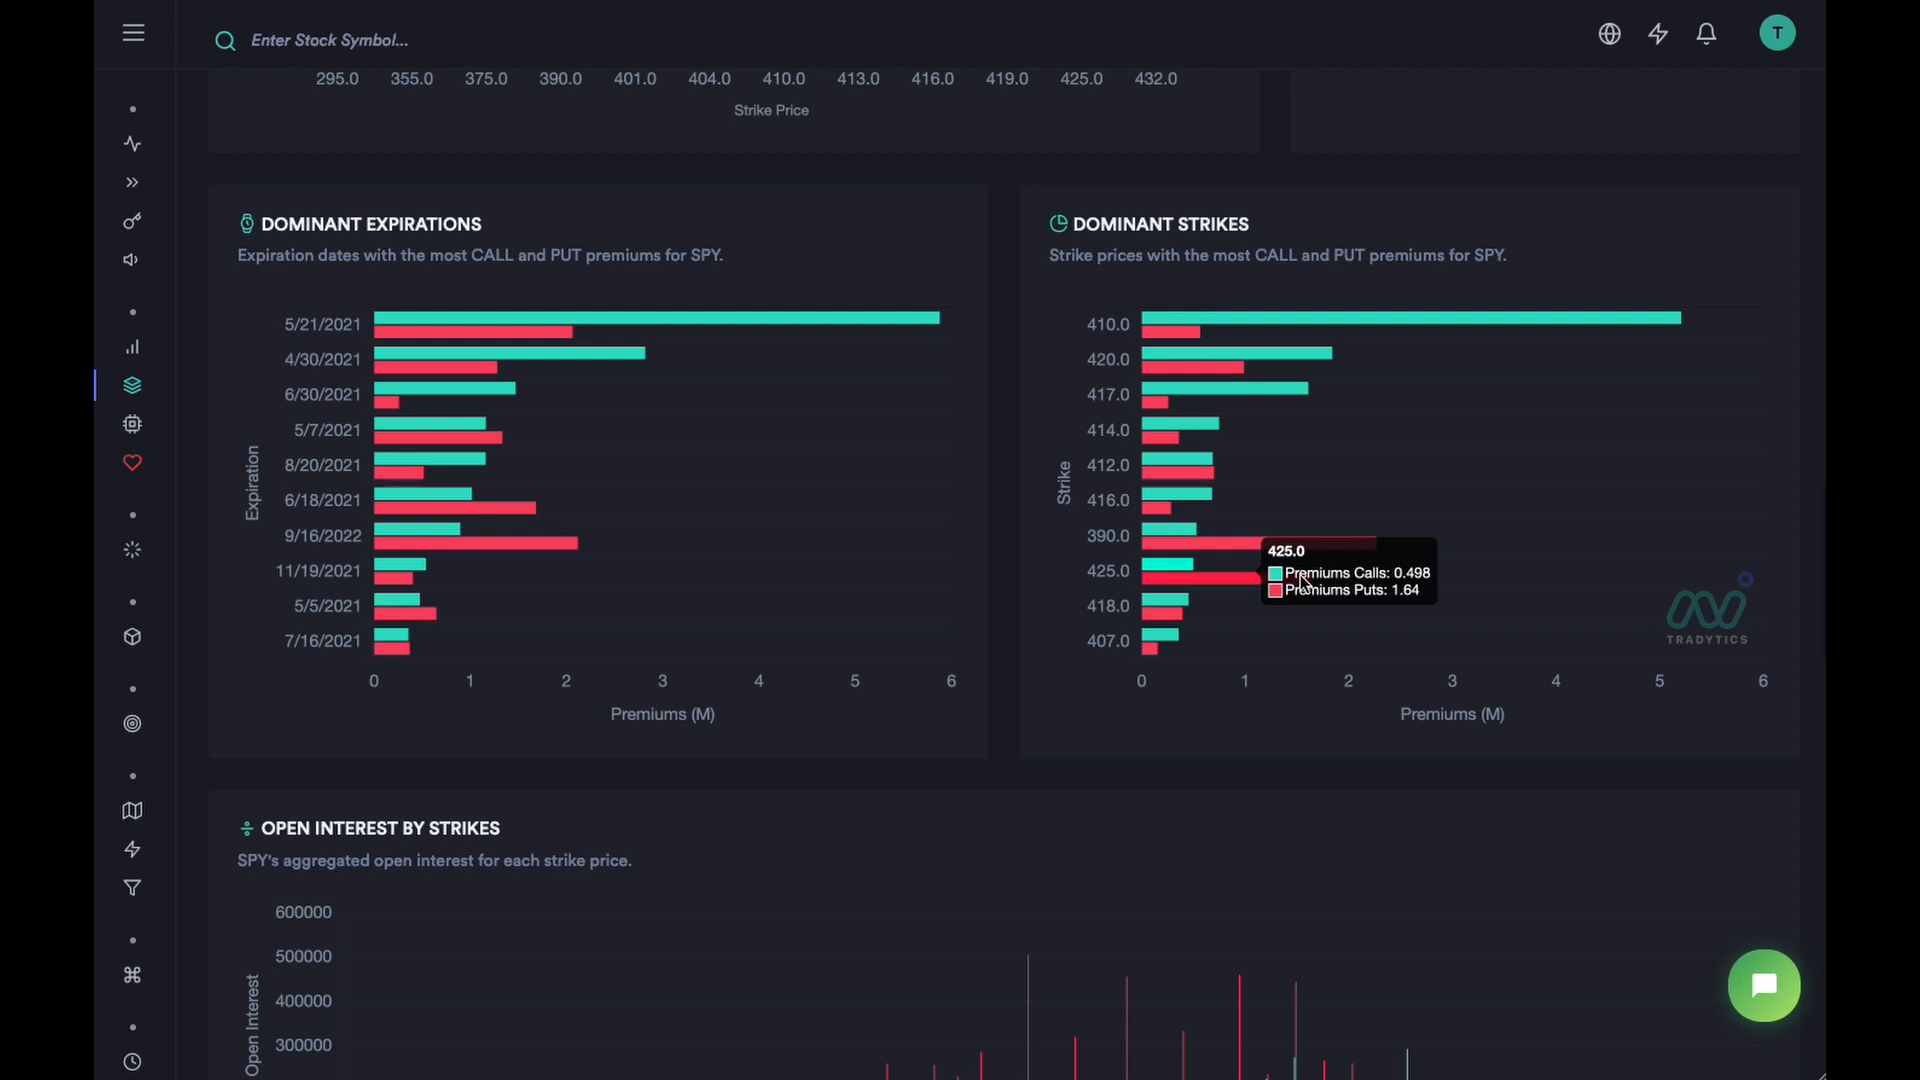 Enter Stock Symbol...
T
295.0 355.0 375.0 390.0 401.0 404.0 410.0 413.0 416.0 419.0 425.0 432.0
Strike Price
DOMINANT EXPIRATIONS
Expiration dates with the most CALL and PUT premiums for SPY.
Expiration
5/21/2021
4/30/2021
6/30/2021
5/7/2021
8/20/2021
6/18/2021
9/16/2022
11/19/2021
5/5/2021
7/16/2021
0 1 2 3 4 5 6
Premiums (M)
DOMINANT STRIKES
Strike prices with the most CALL and PUT premiums for SPY.
Strike
410.0
420.0
417.0
414.0
412.0
416.0
390.0
425.0
418.0
407.0
425.0
Premiums Calls: 0.498
Premiums Puts: 1.64
TRADYTICS
0 1 2 3 4 5 6
Premiums (M)
OPEN INTEREST BY STRIKES
SPY's aggregated open interest for each strike price.
Open Interest
600000
500000
400000
300000